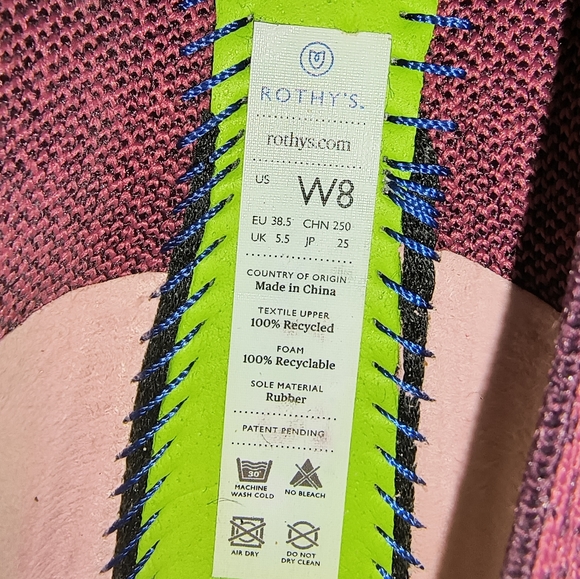 ROTHY'S.
rothys.com
US W8
EU 38.5 CHN 250
UK 5.5 JP 25
COUNTRY OF ORIGIN
Made in China
TEXTILE UPPER
100% Recycled
FOAM
100% Recyclable
SOLE MATERIAL
Rubber
PATENT PENDING
30°
MACHINE
WASH COLD
NO BLEACH
AIR DRY
DO NOT
DRY CLEAN